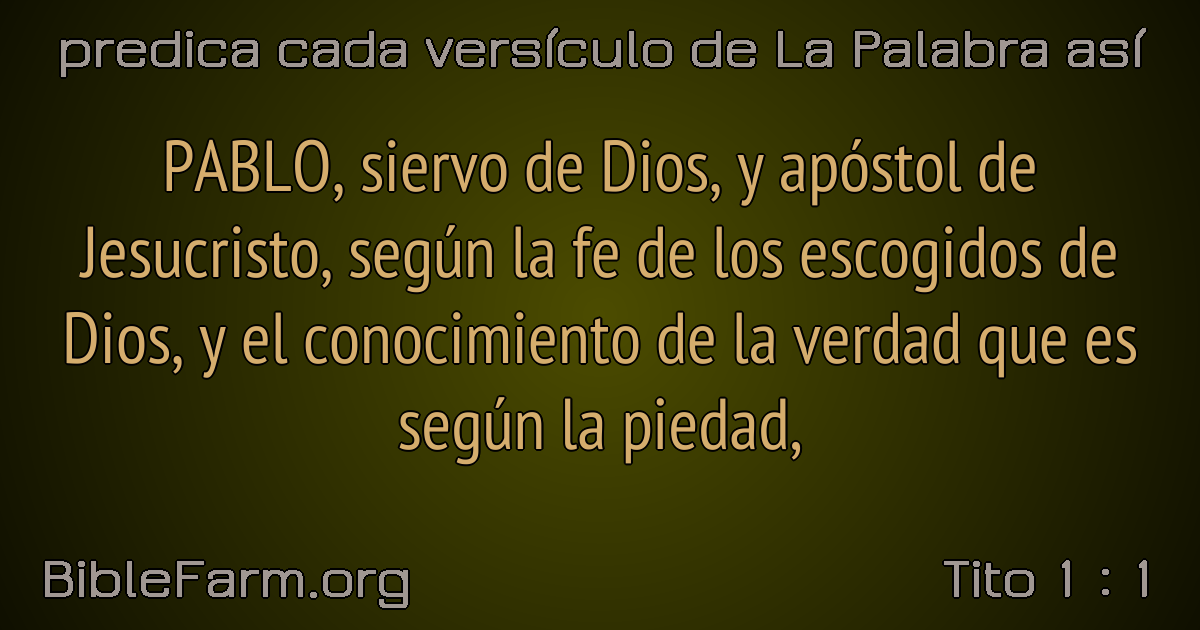 predica cada versículo de La Palabra así
PABLO, siervo de Dios, y apóstol de
Jesucristo, según la fe de los escogidos de
Dios, y el conocimiento de la verdad que es
según la piedad,
BibleFarm.org
Tito 1 : 1